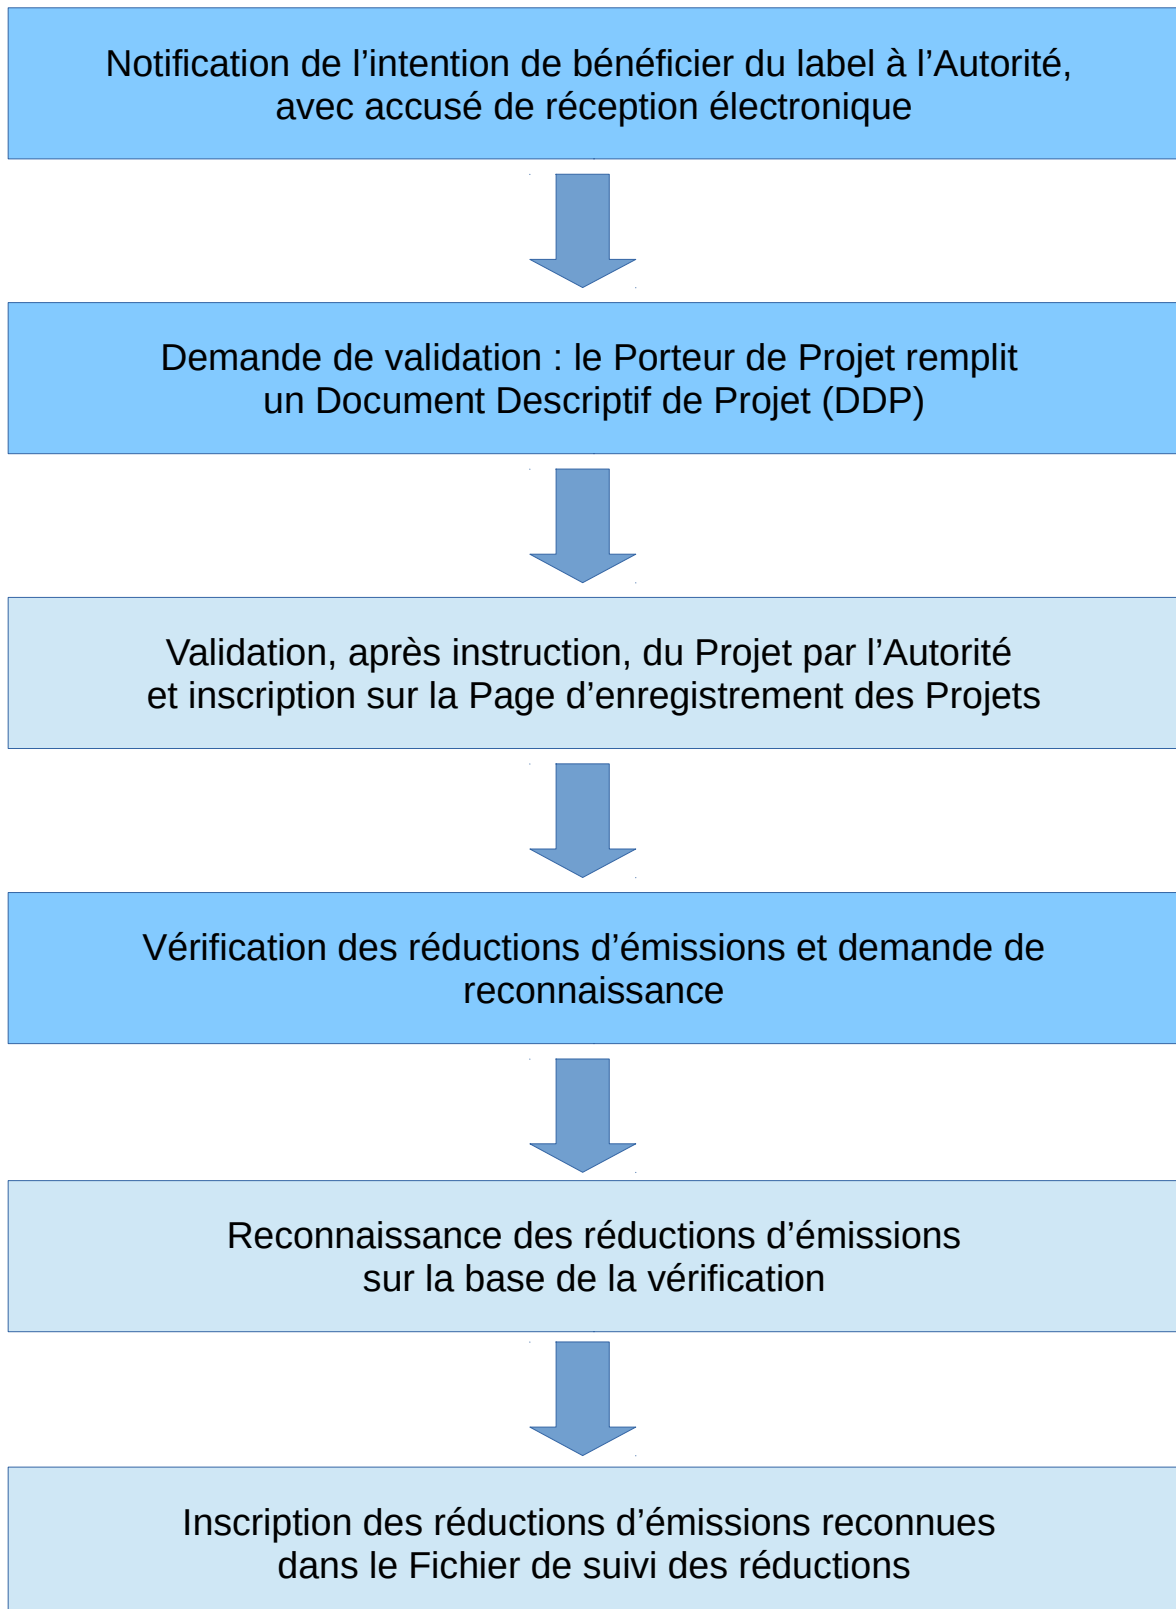 Notification de l’intention de bénéficier du label à l’Autorité,
avec accusé de réception électronique
Demande de validation : le Porteur de Projet remplit
un Document Descriptif de Projet (DDP)
Validation, après instruction, du Projet par l’Autorité
et inscription sur la Page d’enregistrement des Projets
Vérification des réductions d’émissions et demande de
reconnaissance
Reconnaissance des réductions d’émissions
sur la base de la vérification
Inscription des réductions d’émissions reconnues
dans le Fichier de suivi des réductions